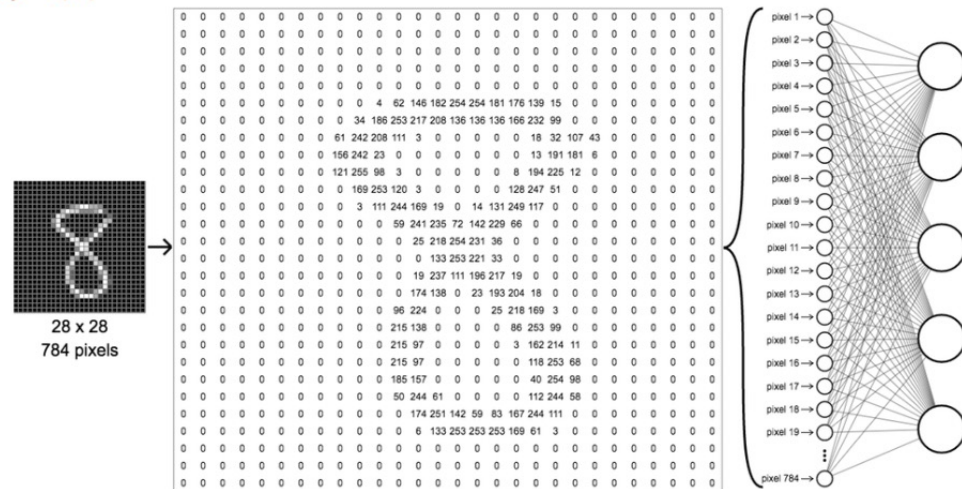 28 x 28
784 pixels
0 0 0 0 0 0 0 0 0 0 0 0 0 0 0 0 0 0 0 0 0 0 0 0 0 0 0 0
0 0 0 0 0 0 0 0 0 0 0 0 0 0 0 0 0 0 0 0 0 0 0 0 0 0 0 0
0 0 0 0 0 0 0 0 0 0 0 0 0 0 0 0 0 0 0 0 0 0 0 0 0 0 0 0
0 0 0 0 0 0 0 0 0 0 0 0 0 0 0 0 0 0 0 0 0 0 0 0 0 0 0 0
0 0 0 0 0 0 0 0 0 0 0 0 0 0 0 0 0 0 0 0 0 0 0 0 0 0 0 0
0 0 0 0 0 0 0 0 0 0 4 62 146 182 254 254 181 176 139 15 0 0 0 0 0 0 0 0
0 0 0 0 0 0 0 0 0 34 186 253 217 208 136 136 136 166 232 99 0 0 0 0 0 0 0 0
0 0 0 0 0 0 0 0 61 242 208 111 3 0 0 0 0 0 18 32 107 43 0 0 0 0 0 0
0 0 0 0 0 0 0 0 156 242 23 0 0 0 0 0 0 0 13 191 181 6 0 0 0 0 0 0
0 0 0 0 0 0 0 0 121 255 98 3 0 0 0 0 0 8 194 225 12 0 0 0 0 0 0 0
0 0 0 0 0 0 0 0 0 169 253 120 3 0 0 0 0 128 247 51 0 0 0 0 0 0 0 0
0 0 0 0 0 0 0 0 0 3 111 244 169 19 0 14 131 249 117 0 0 0 0 0 0 0 0 0
0 0 0 0 0 0 0 0 0 0 0 59 241 235 72 142 229 66 0 0 0 0 0 0 0 0 0 0
0 0 0 0 0 0 0 0 0 0 0 0 25 218 254 231 36 0 0 0 0 0 0 0 0 0 0 0
0 0 0 0 0 0 0 0 0 0 0 0 0 133 253 221 33 0 0 0 0 0 0 0 0 0 0 0
0 0 0 0 0 0 0 0 0 0 0 0 19 237 111 196 217 19 0 0 0 0 0 0 0 0 0 0
0 0 0 0 0 0 0 0 0 0 0 0 174 138 0 23 193 204 18 0 0 0 0 0 0 0 0 0
0 0 0 0 0 0 0 0 0 0 0 96 224 0 0 0 25 218 169 3 0 0 0 0 0 0 0 0
0 0 0 0 0 0 0 0 0 0 0 215 138 0 0 0 0 86 253 99 0 0 0 0 0 0 0 0
0 0 0 0 0 0 0 0 0 0 0 215 97 0 0 0 0 3 162 214 11 0 0 0 0 0 0 0
0 0 0 0 0 0 0 0 0 0 0 215 97 0 0 0 0 0 118 253 68 0 0 0 0 0 0 0
0 0 0 0 0 0 0 0 0 0 0 185 157 0 0 0 0 0 40 254 98 0 0 0 0 0 0 0
0 0 0 0 0 0 0 0 0 0 0 50 244 61 0 0 0 0 112 244 58 0 0 0 0 0 0 0
0 0 0 0 0 0 0 0 0 0 0 0 174 251 142 59 83 167 244 111 0 0 0 0 0 0 0 0
0 0 0 0 0 0 0 0 0 0 0 0 6 133 253 253 253 169 61 3 0 0 0 0 0 0 0 0
0 0 0 0 0 0 0 0 0 0 0 0 0 0 0 0 0 0 0 0 0 0 0 0 0 0 0 0
0 0 0 0 0 0 0 0 0 0 0 0 0 0 0 0 0 0 0 0 0 0 0 0 0 0 0 0
0 0 0 0 0 0 0 0 0 0 0 0 0 0 0 0 0 0 0 0 0 0 0 0 0 0 0 0
pixel 1
pixel 2
pixel 3
pixel 4
pixel 5
pixel 6
pixel 7
pixel 8
pixel 9
pixel 10
pixel 11
pixel 12
pixel 13
pixel 14
pixel 15
pixel 16
pixel 17
pixel 18
pixel 19
pixel 784